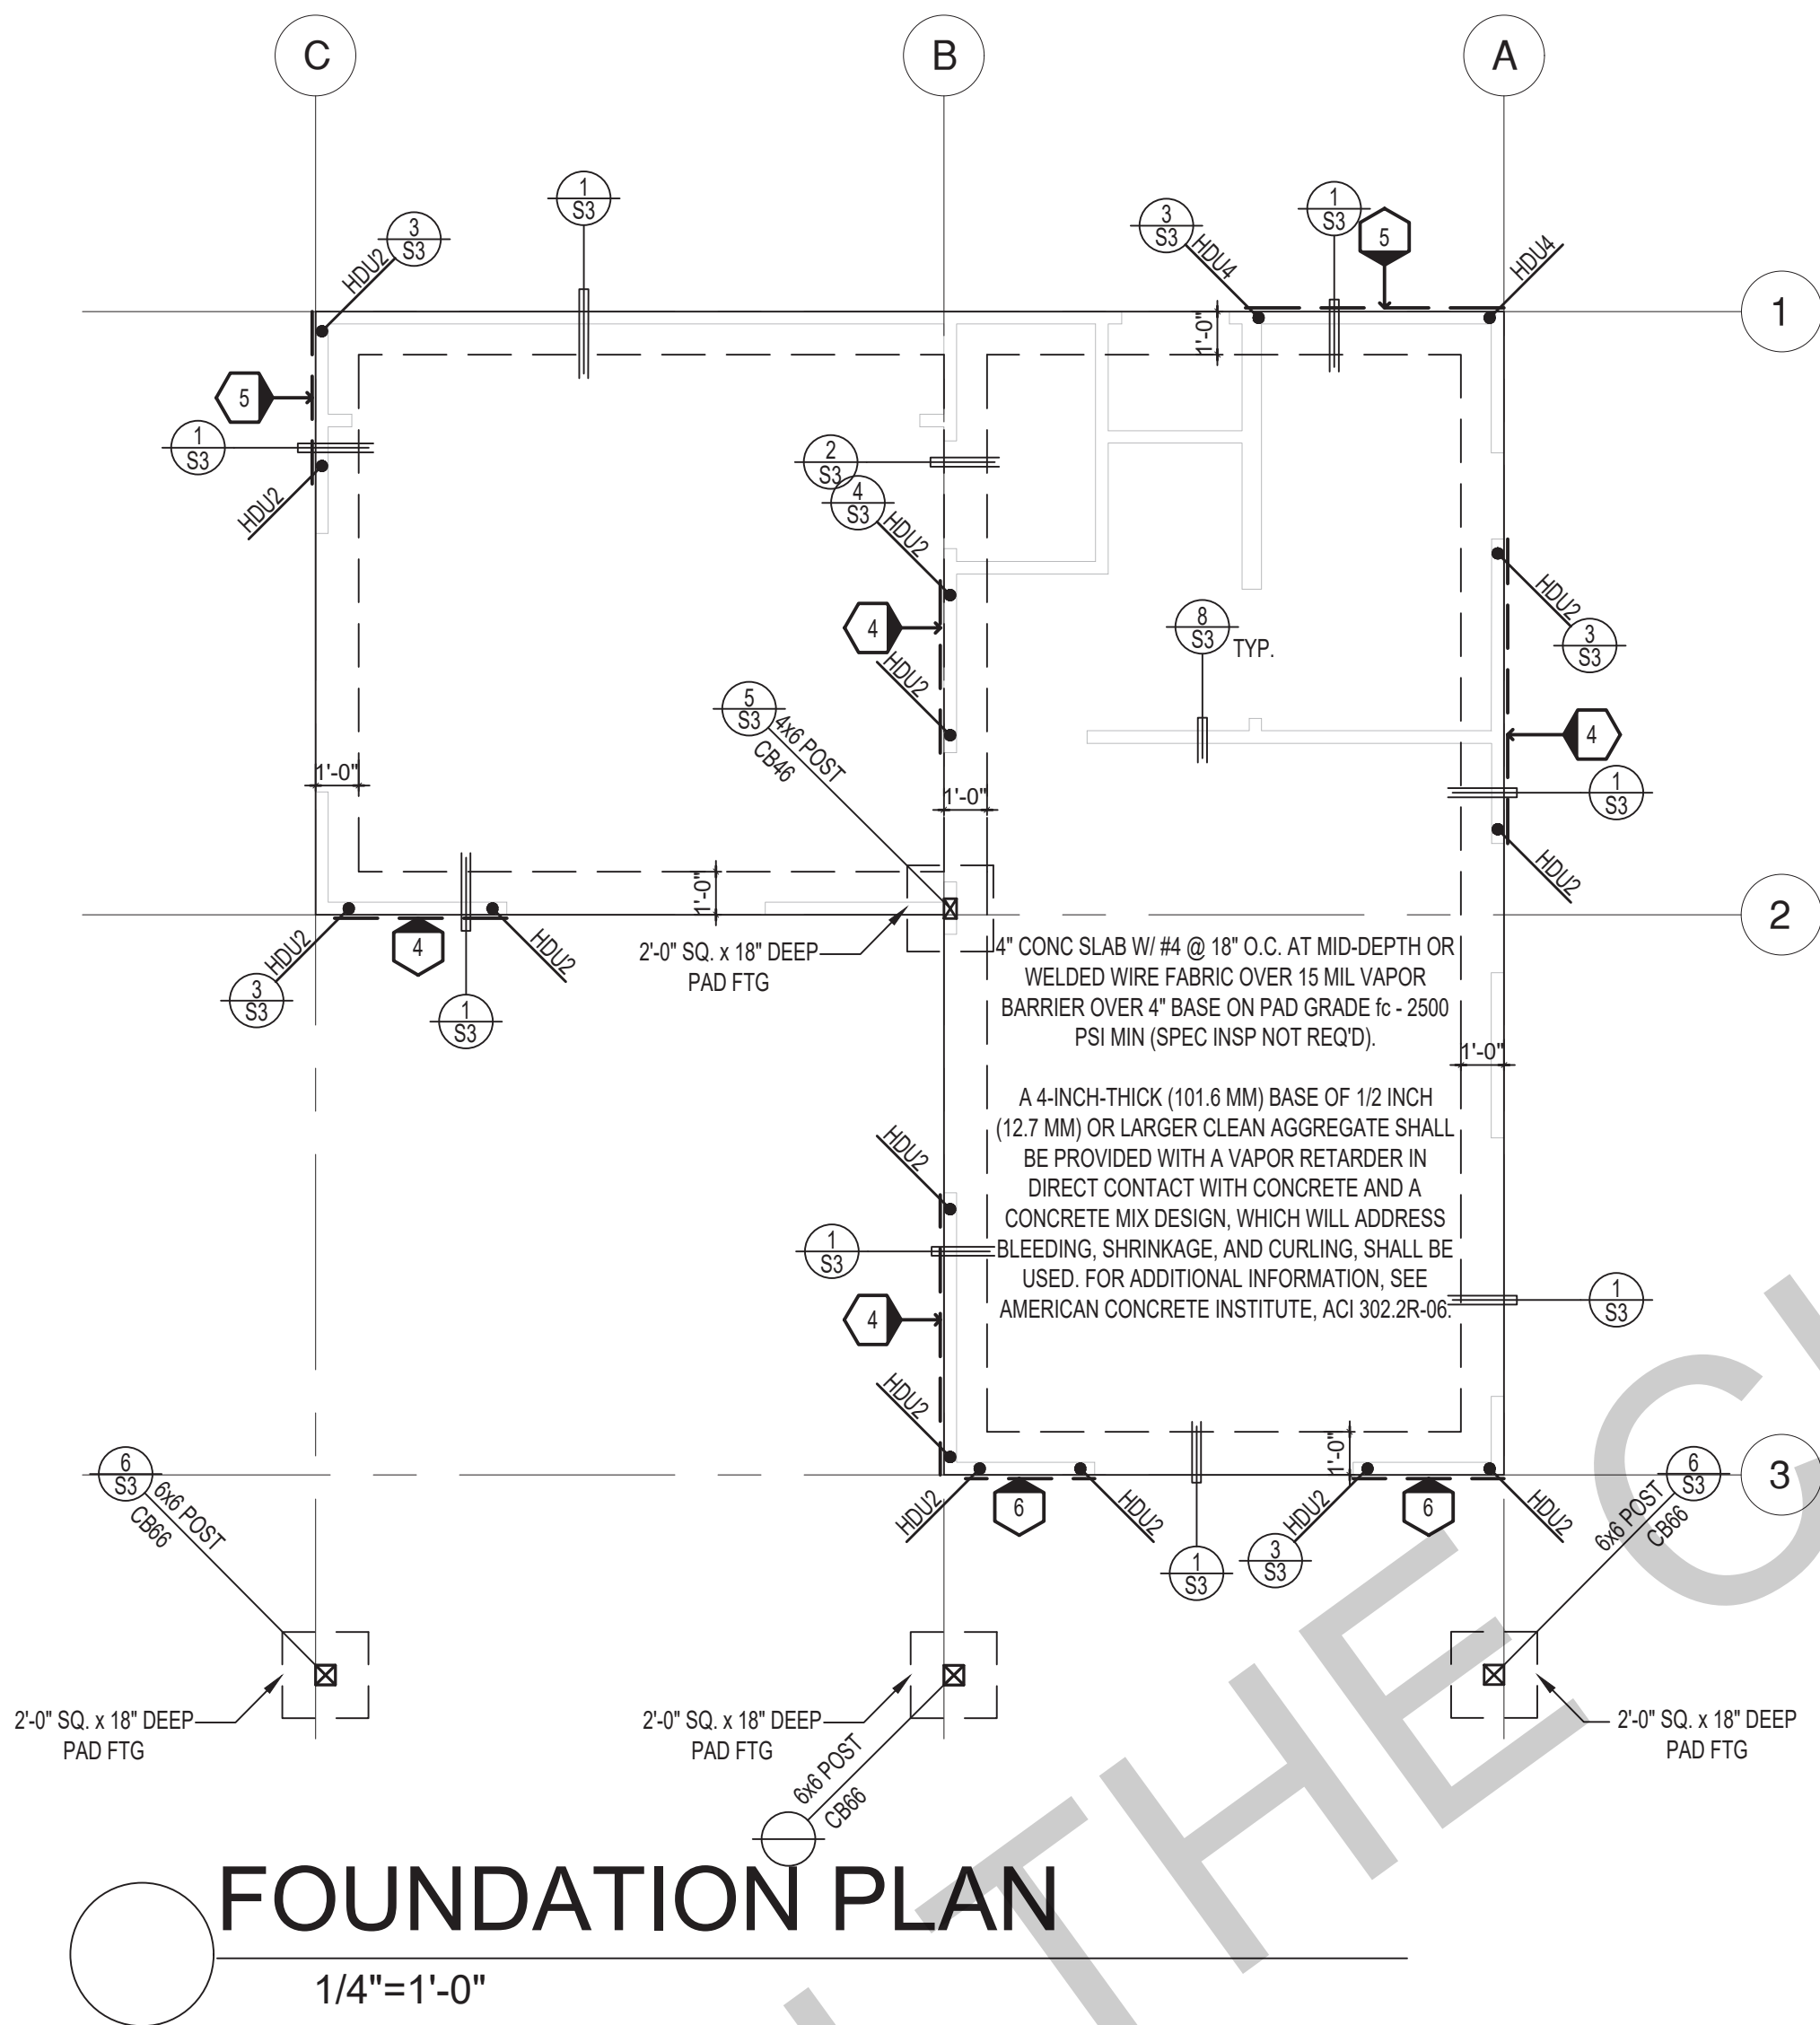 C
B
A
1
S3
3
S3
HDU2
3
S3
HDU4
1
S3
5
HDU4
1
1'-0"
5
1
S3
HDU2
2
S3
4
S3
HDU2
4
HDU2
8
S3
TYP.
HDU2
3
S3
4
1
S3
HDU2
5
S3
4x6 POST
CB46
1'-0"
1'-0"
1'-0"
2
HDU2
3
S3
4
HDU2
1
S3
2'-0" SQ. x 18" DEEP
PAD FTG
4" CONC SLAB W/ #4 @ 18" O.C. AT MID-DEPTH OR
WELDED WIRE FABRIC OVER 15 MIL VAPOR
BARRIER OVER 4" BASE ON PAD GRADE fc - 2500
PSI MIN (SPEC INSP NOT REQ'D).
1'-0"
A 4-INCH-THICK (101.6 MM) BASE OF 1/2 INCH
(12.7 MM) OR LARGER CLEAN AGGREGATE SHALL
BE PROVIDED WITH A VAPOR RETARDER IN
DIRECT CONTACT WITH CONCRETE AND A
CONCRETE MIX DESIGN, WHICH WILL ADDRESS
BLEEDING, SHRINKAGE, AND CURLING, SHALL BE
USED. FOR ADDITIONAL INFORMATION, SEE
AMERICAN CONCRETE INSTITUTE, ACI 302.2R-06.
HDU2
1
S3
4
HDU2
1
S3
1'-0"
3
6
S3
6x6 POST
CB66
HDU2
6
HDU2
1
S3
HDU2
3
S3
6
HDU2
6
S3
6x6 POST
CB66
2'-0" SQ. x 18" DEEP
PAD FTG
2'-0" SQ. x 18" DEEP
PAD FTG
6x6 POST
CB66
2'-0" SQ. x 18" DEEP
PAD FTG
FOUNDATION PLAN
1/4"=1'-0"
THE